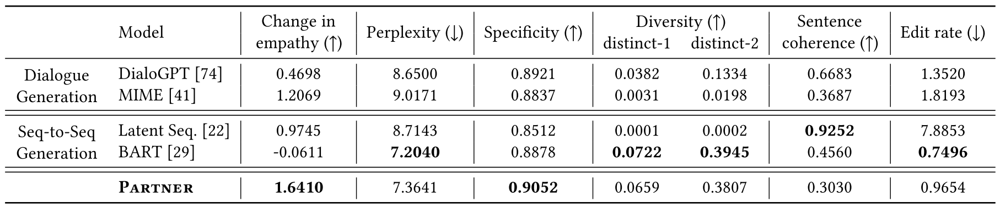 Model Change in empathy (↑) Perplexity (↓) Specificity (↑) Diversity (↑) distinct-1 distinct-2 Sentence coherence (↑) Edit rate (↓)
Dialogue Generation
DialoGPT [74] 0.4698 8.6500 0.8921 0.0382 0.1334 0.6683 1.3520
MIME [41] 1.2069 9.0171 0.8837 0.0031 0.0198 0.3687 1.8193
Seq-to-Seq Generation
Latent Seq. [22] 0.9745 8.7143 0.8512 0.0001 0.0002 0.9252 7.8853
BART [29] -0.0611 7.2040 0.8878 0.0722 0.3945 0.4560 0.7496
PARTNER 1.6410 7.3641 0.9052 0.0659 0.3807 0.3030 0.9654